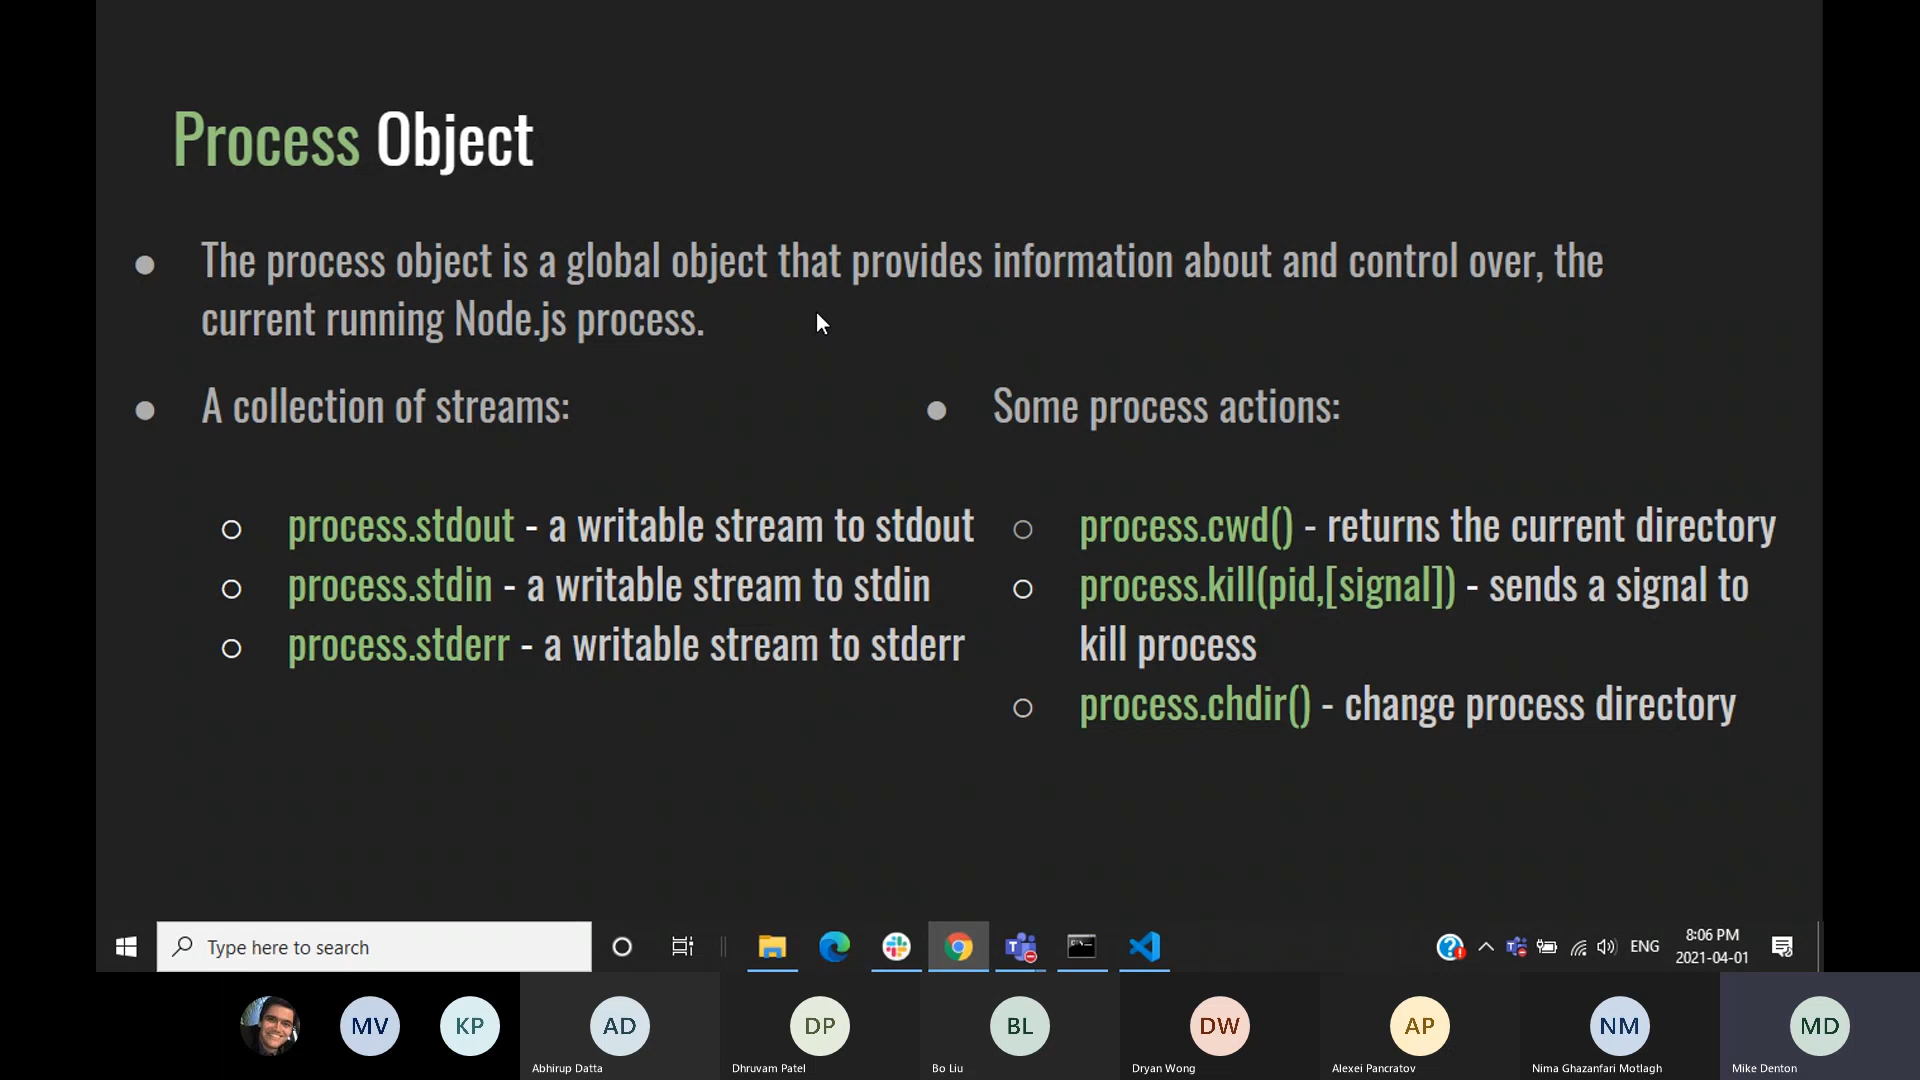 Process Object
● The process object is a global object that provides information about and control over, the
current running Node.js process.
● A collection of streams:
○ process.stdout - a writable stream to stdout
○ process.stdin - a writable stream to stdin
○ process.stderr - a writable stream to stderr
● Some process actions:
○ process.cwd() - returns the current directory
○ process.kill(pid,[signal]) - sends a signal to
kill process
○ process.chdir() - change process directory
Type here to search
ENG
8:06 PM
2021-04-01
MV
KP
AD
DP
BL
DW
AP
NM
MD
Abhirup Datta
Dhruvam Patel
Bo Liu
Dryan Wong
Alexei Pancratov
Nima Ghazanfari Motlagh
Mike Denton